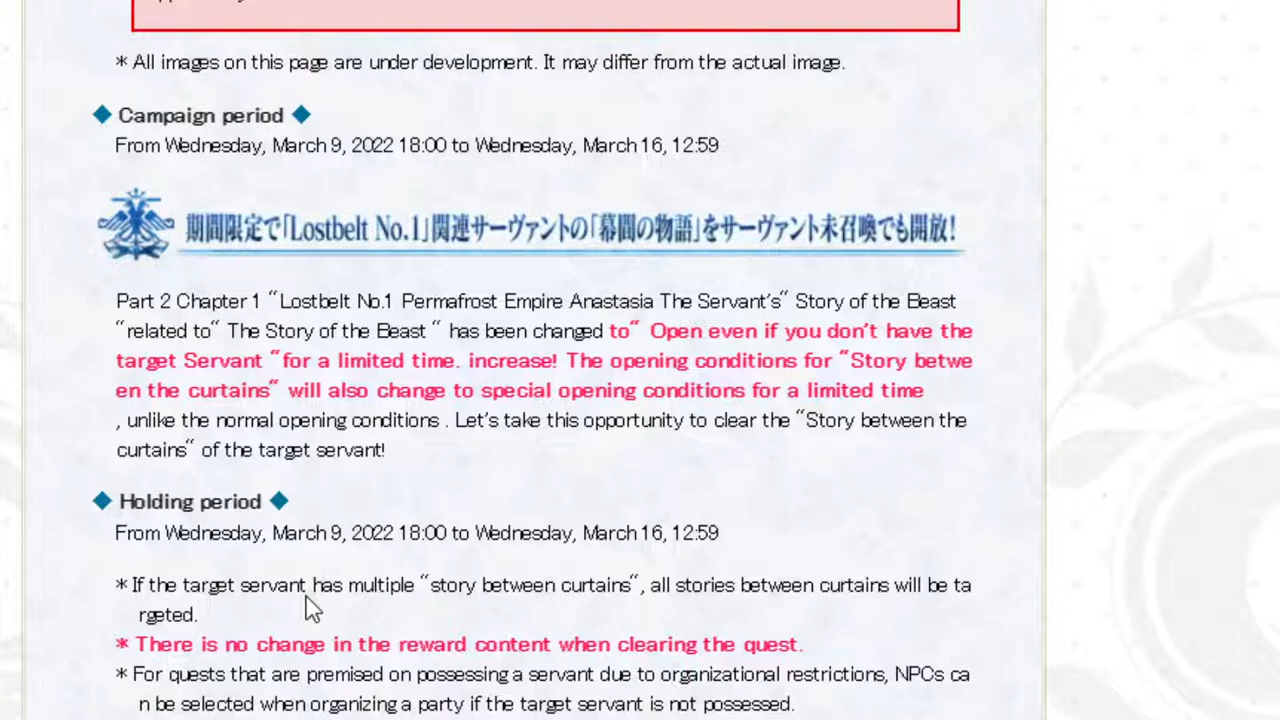 * All images on this page are under development. It may differ from the actual image.
◆ Campaign period ◆
From Wednesday, March 9, 2022 18:00 to Wednesday, March 16, 12:59
期間限定で「Lostbelt No.1」関連サーヴァントの「幕間の物語」をサーヴァント未召喚でも開放!
Part 2 Chapter 1 “Lostbelt No.1 Permafrost Empire Anastasia The Servant's“ Story of the Beast
“related to“ The Story of the Beast “ has been changed to“ Open even if you don't have the
target Servant “for a limited time. increase! The opening conditions for “Story betwe
en the curtains“ will also change to special opening conditions for a limited time
, unlike the normal opening conditions . Let's take this opportunity to clear the “Story between the
curtains“ of the target servant!
◆ Holding period ◆
From Wednesday, March 9, 2022 18:00 to Wednesday, March 16, 12:59
* If the target servant has multiple “story between curtains“, all stories between curtains will be ta
rgeted.
* There is no change in the reward content when clearing the quest.
* For quests that are premised on possessing a servant due to organizational restrictions, NPCs ca
n be selected when organizing a party if the target servant is not possessed.